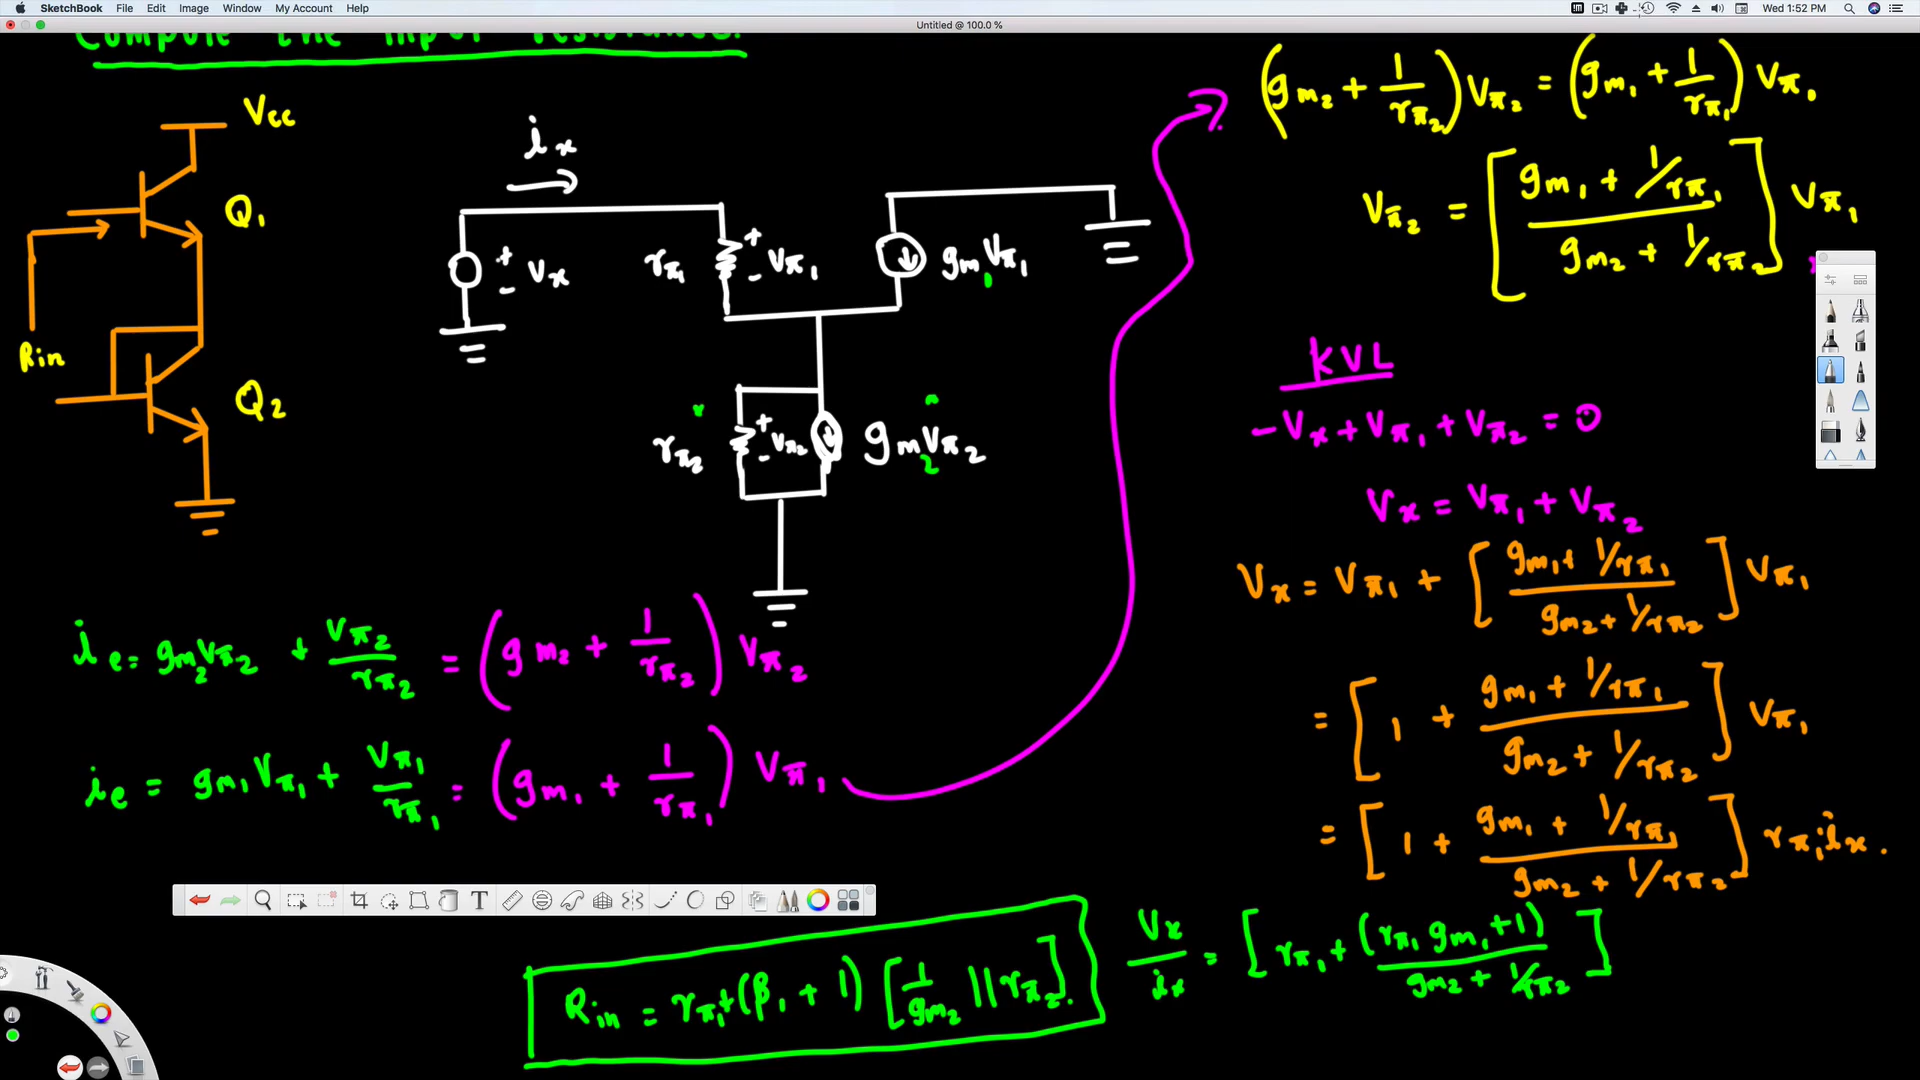 SketchBook File Edit Image Window My Account Help
Wed 1:52 PM
Untitled @ 100.0 %
Compute the input resistance.
Vcc
Q1
Rin
Q2
ix
+
- Vx
rπ1
+
- Vπ1
gm1Vπ1
rπ2
+
- Vπ2
gm2Vπ2
ie = gm2Vπ2 + Vπ2/rπ2 = (gm2 + 1/rπ2) Vπ2
ie = gm1Vπ1 + Vπ1/rπ1 = (gm1 + 1/rπ1) Vπ1
(gm2 + 1/rπ2) Vπ2 = (gm1 + 1/rπ1) Vπ1
Vπ2 = [(gm1 + 1/rπ1)/(gm2 + 1/rπ2)] Vπ1
KVL
-Vx + Vπ1 + Vπ2 = 0
Vx = Vπ1 + Vπ2
Vx = Vπ1 + [(gm1 + 1/rπ1)/(gm2 + 1/rπ2)] Vπ1
= [1 + (gm1 + 1/rπ1)/(gm2 + 1/rπ2)] Vπ1
= [1 + (gm1 + 1/rπ1)/(gm2 + 1/rπ2)] rπ1ix.
Vx/ix = [rπ1 + (rπ1gm1+1)/(gm2 + 1/rπ2)]
Rin = rπ1+(β1 + 1) [1/gm2 || rπ2].
T